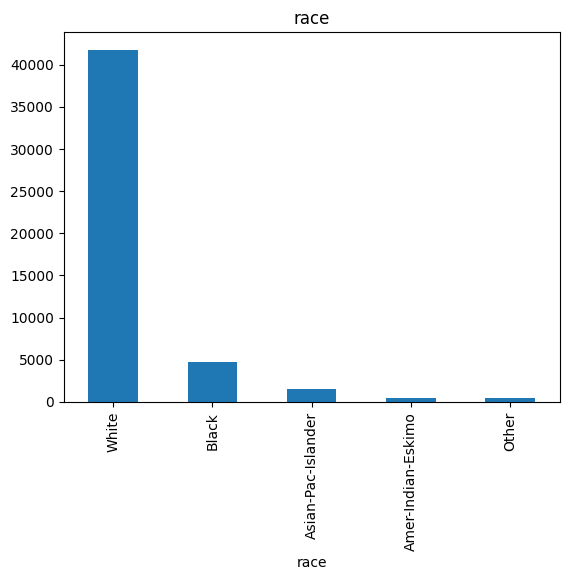 race
40000
35000
30000
25000
20000
15000
10000
5000
0
White
Black
Asian-Pac-Islander
Amer-Indian-Eskimo
Other
race